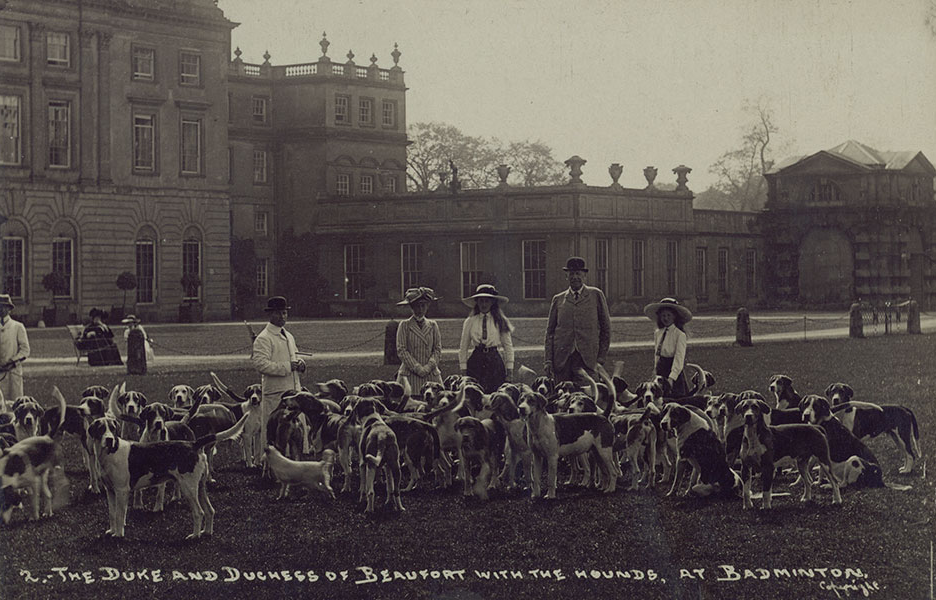 2.-THE DUKE AND DUCHESS OF BEAUFORT WITH THE HOUNDS, AT BADMINTON,
Copyright.